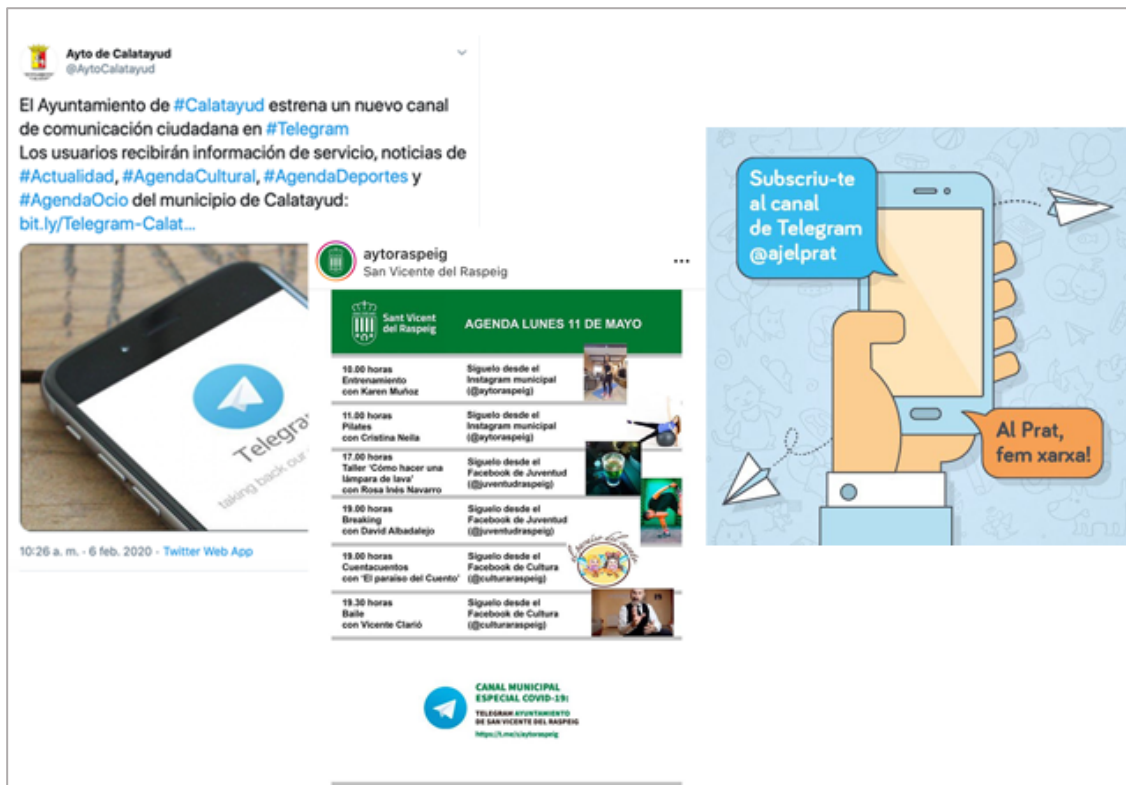 Ayto de Calatayud
@AytoCalatayud
El Ayuntamiento de #Calatayud estrena un nuevo canal
de comunicación ciudadana en #Telegram
Los usuarios recibirán información de servicio, noticias de
#Actualidad, #AgendaCultural, #AgendaDeportes y
#AgendaOcio del municipio de Calatayud:
bit.ly/Telegram-Calat...
Telegra
taking back our
10:26 a. m. · 6 feb. 2020 · Twitter Web App
aytoraspeig
San Vicente del Raspeig
Sant Vicent
del Raspeig
AGENDA LUNES 11 DE MAYO
10.00 horas
Entrenamiento
con Karen Muñoz
Síguelo desde el
Instagram municipal
(@aytoraspeig)
11.00 horas
Pilates
con Cristina Neila
Síguelo desde el
Instagram municipal
(@aytoraspeig)
17.00 horas
Taller 'Cómo hacer una
lámpara de lava'
con Rosa Inés Navarro
Síguelo desde el
Facebook de Juventud
(@juventudraspeig)
19.00 horas
Breaking
con David Albadalejo
Síguelo desde el
Facebook de Juventud
(@juventudraspeig)
19.00 horas
Cuentacuentos
con 'El paraíso del Cuento'
Síguelo desde el
Facebook de Cultura
(@culturaraspeig)
19.30 horas
Baile
con Vicente Clarió
Síguelo desde el
Facebook de Cultura
(@culturaraspeig)
CANAL MUNICIPAL
ESPECIAL COVID-19:
TELEGRAM AYUNTAMIENTO
DE SAN VICENTE DEL RASPEIG
https://t.me/s/aytoraspeig
Subscriu-te
al canal
de Telegram
@ajelprat
Al Prat,
fem xarxa!